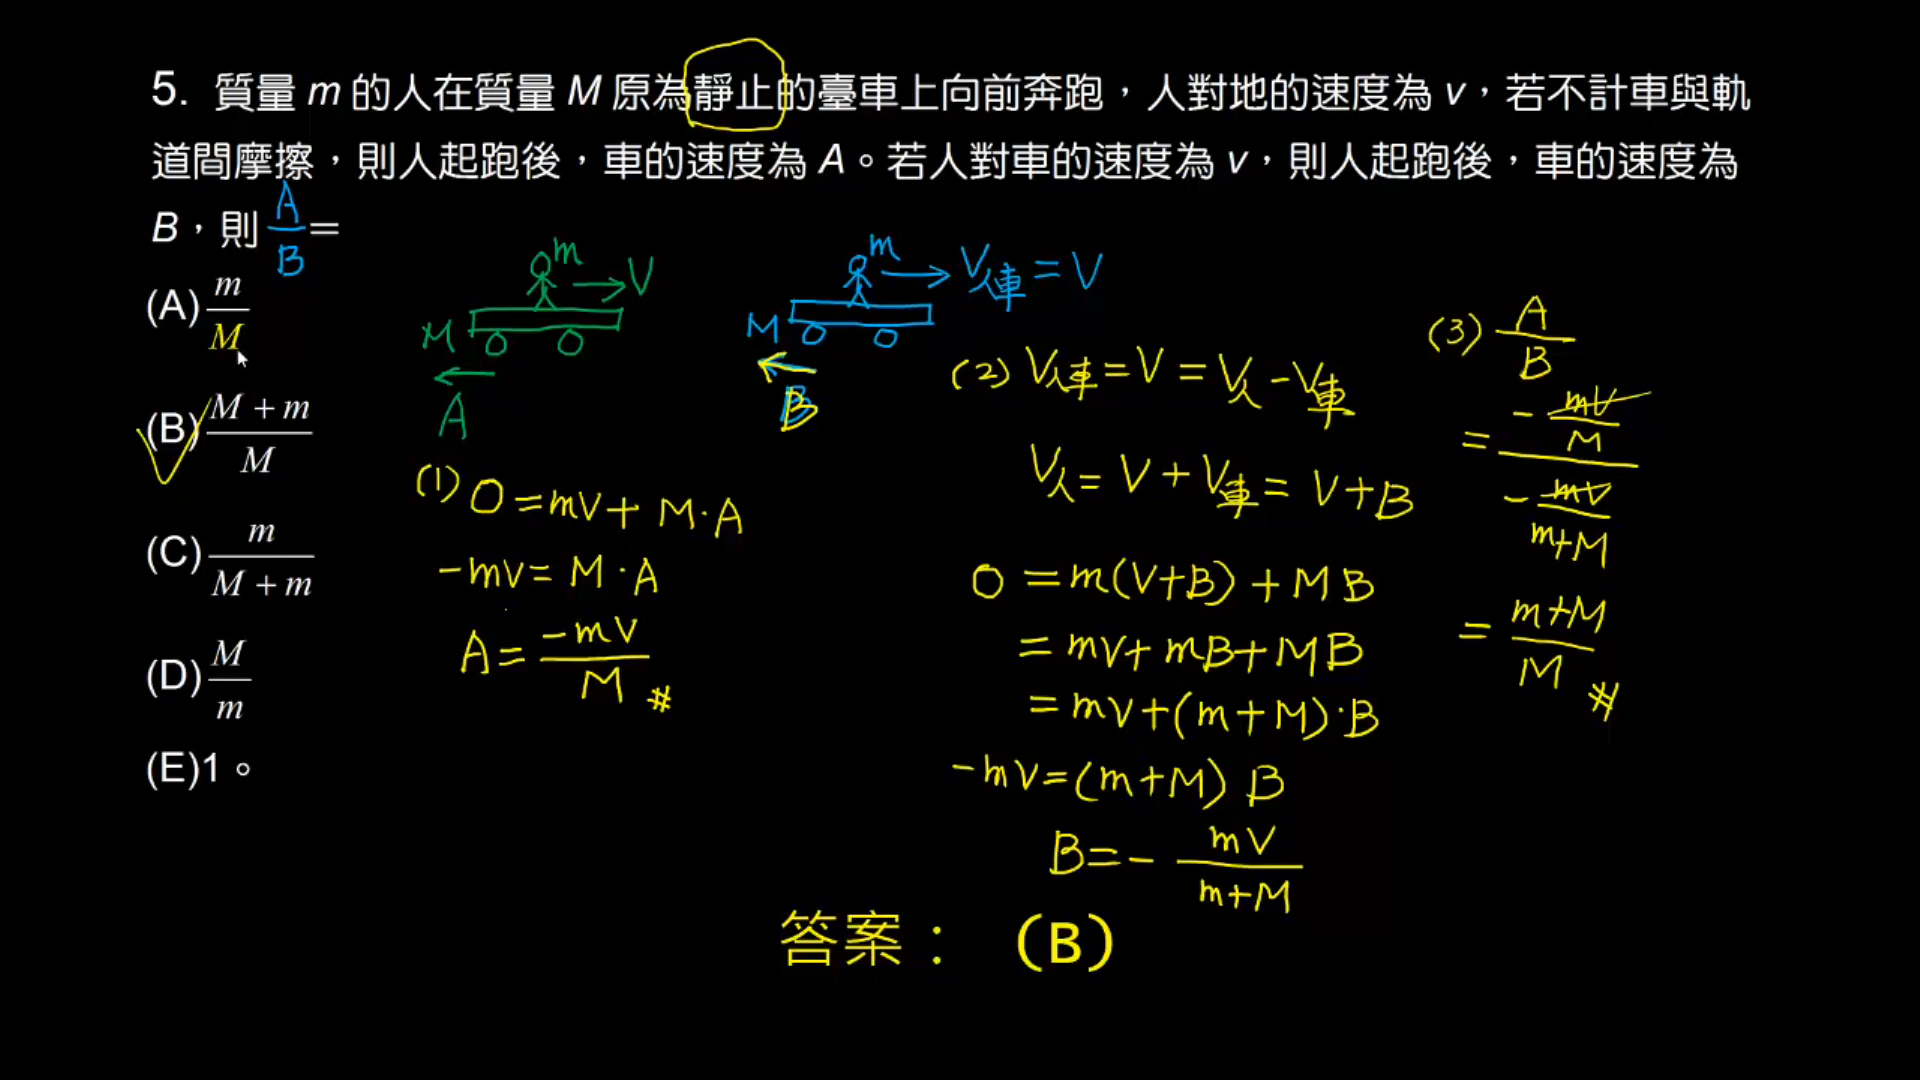 5. 質量 m 的人在質量 M 原為靜止的臺車上向前奔跑，人對地的速度為 v，若不計車與軌
道間摩擦，則人起跑後，車的速度為 A。若人對車的速度為 v，則人起跑後，車的速度為
B，則 A/B =
(A) m/M
(B) (M + m)/M
(C) m/(M + m)
(D) M/m
(E)1。
m
V
M
A
m
V人車 = V
M
B
(1) 0 = mV + M·A
-mV = M·A
A = -mV/M #
(2) V人車 = V = V人 - V車
V人 = V + V車 = V + B
0 = m(V+B) + MB
= mV + mB + MB
= mV + (m+M)·B
-mV = (m+M) B
B = - mV/(m+M)
(3) A/B
= (- mV/M)/(- mV/(m+M))
= (m+M)/M #
答案： (B)